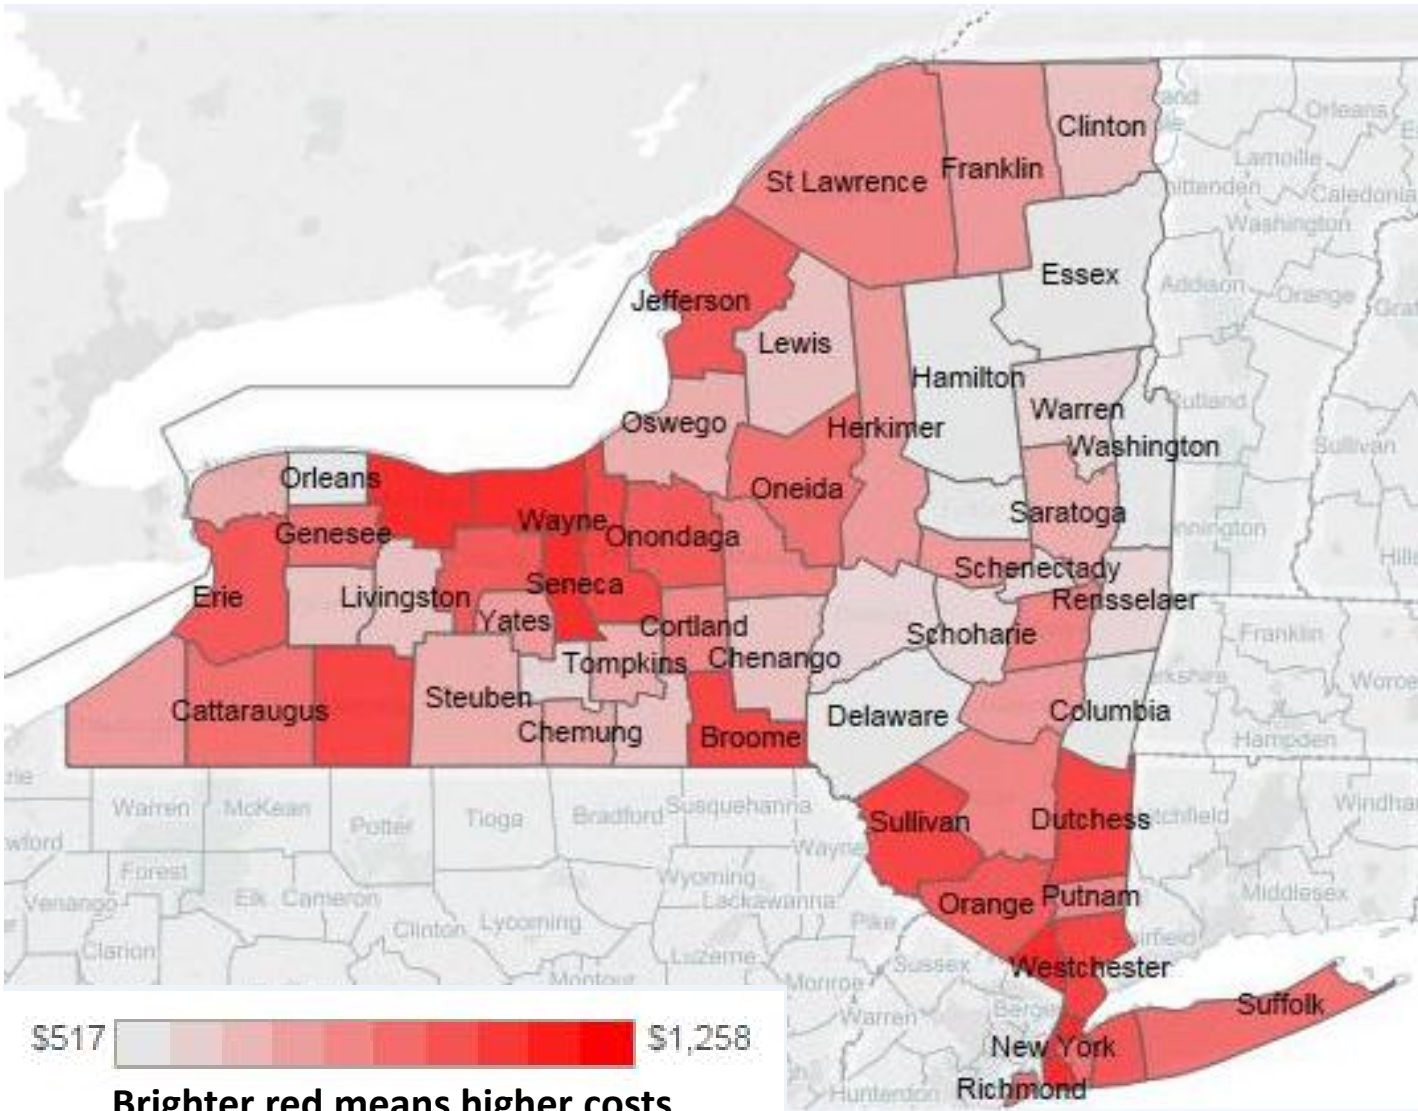 Clinton
Orleans
St Lawrence
Franklin
Lamoille
Caledonia
Washington
Essex
Addison
Orange
Jefferson
Lewis
Hamilton
Warren
Rutland
Oswego
Herkimer
Washington
Sullivan
Orleans
Oneida
Genesee
Wayne
Onondaga
Saratoga
Schenectady
Erie
Livingston
Seneca
Rensselaer
Yates
Cortland
Schoharie
Franklin
Tompkins
Chenango
Steuben
Cattaraugus
Delaware
Columbia
Chemung
Broome
Hampden
Warren
McKean
Potter
Tioga
Bradford
Susquehanna
Sullivan
Dutchess
Wayne
Forest
Wyoming
Elk
Cameron
Lackawanna
Venango
Orange
Putnam
Middlesex
Clinton
Lycoming
Pike
Clarion
Luzerne
Sussex
Westchester
Montour
Monroe
Suffolk
Warren
New York
Richmond
Hunterdon
$517
$1,258
Brighter red means higher costs